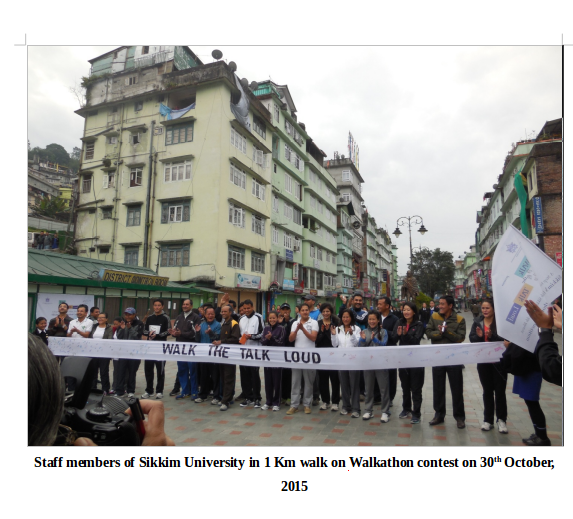 WALK THE TALK LOUD
Staff members of Sikkim University in 1 Km walk on Walkathon contest on 30th October,
2015